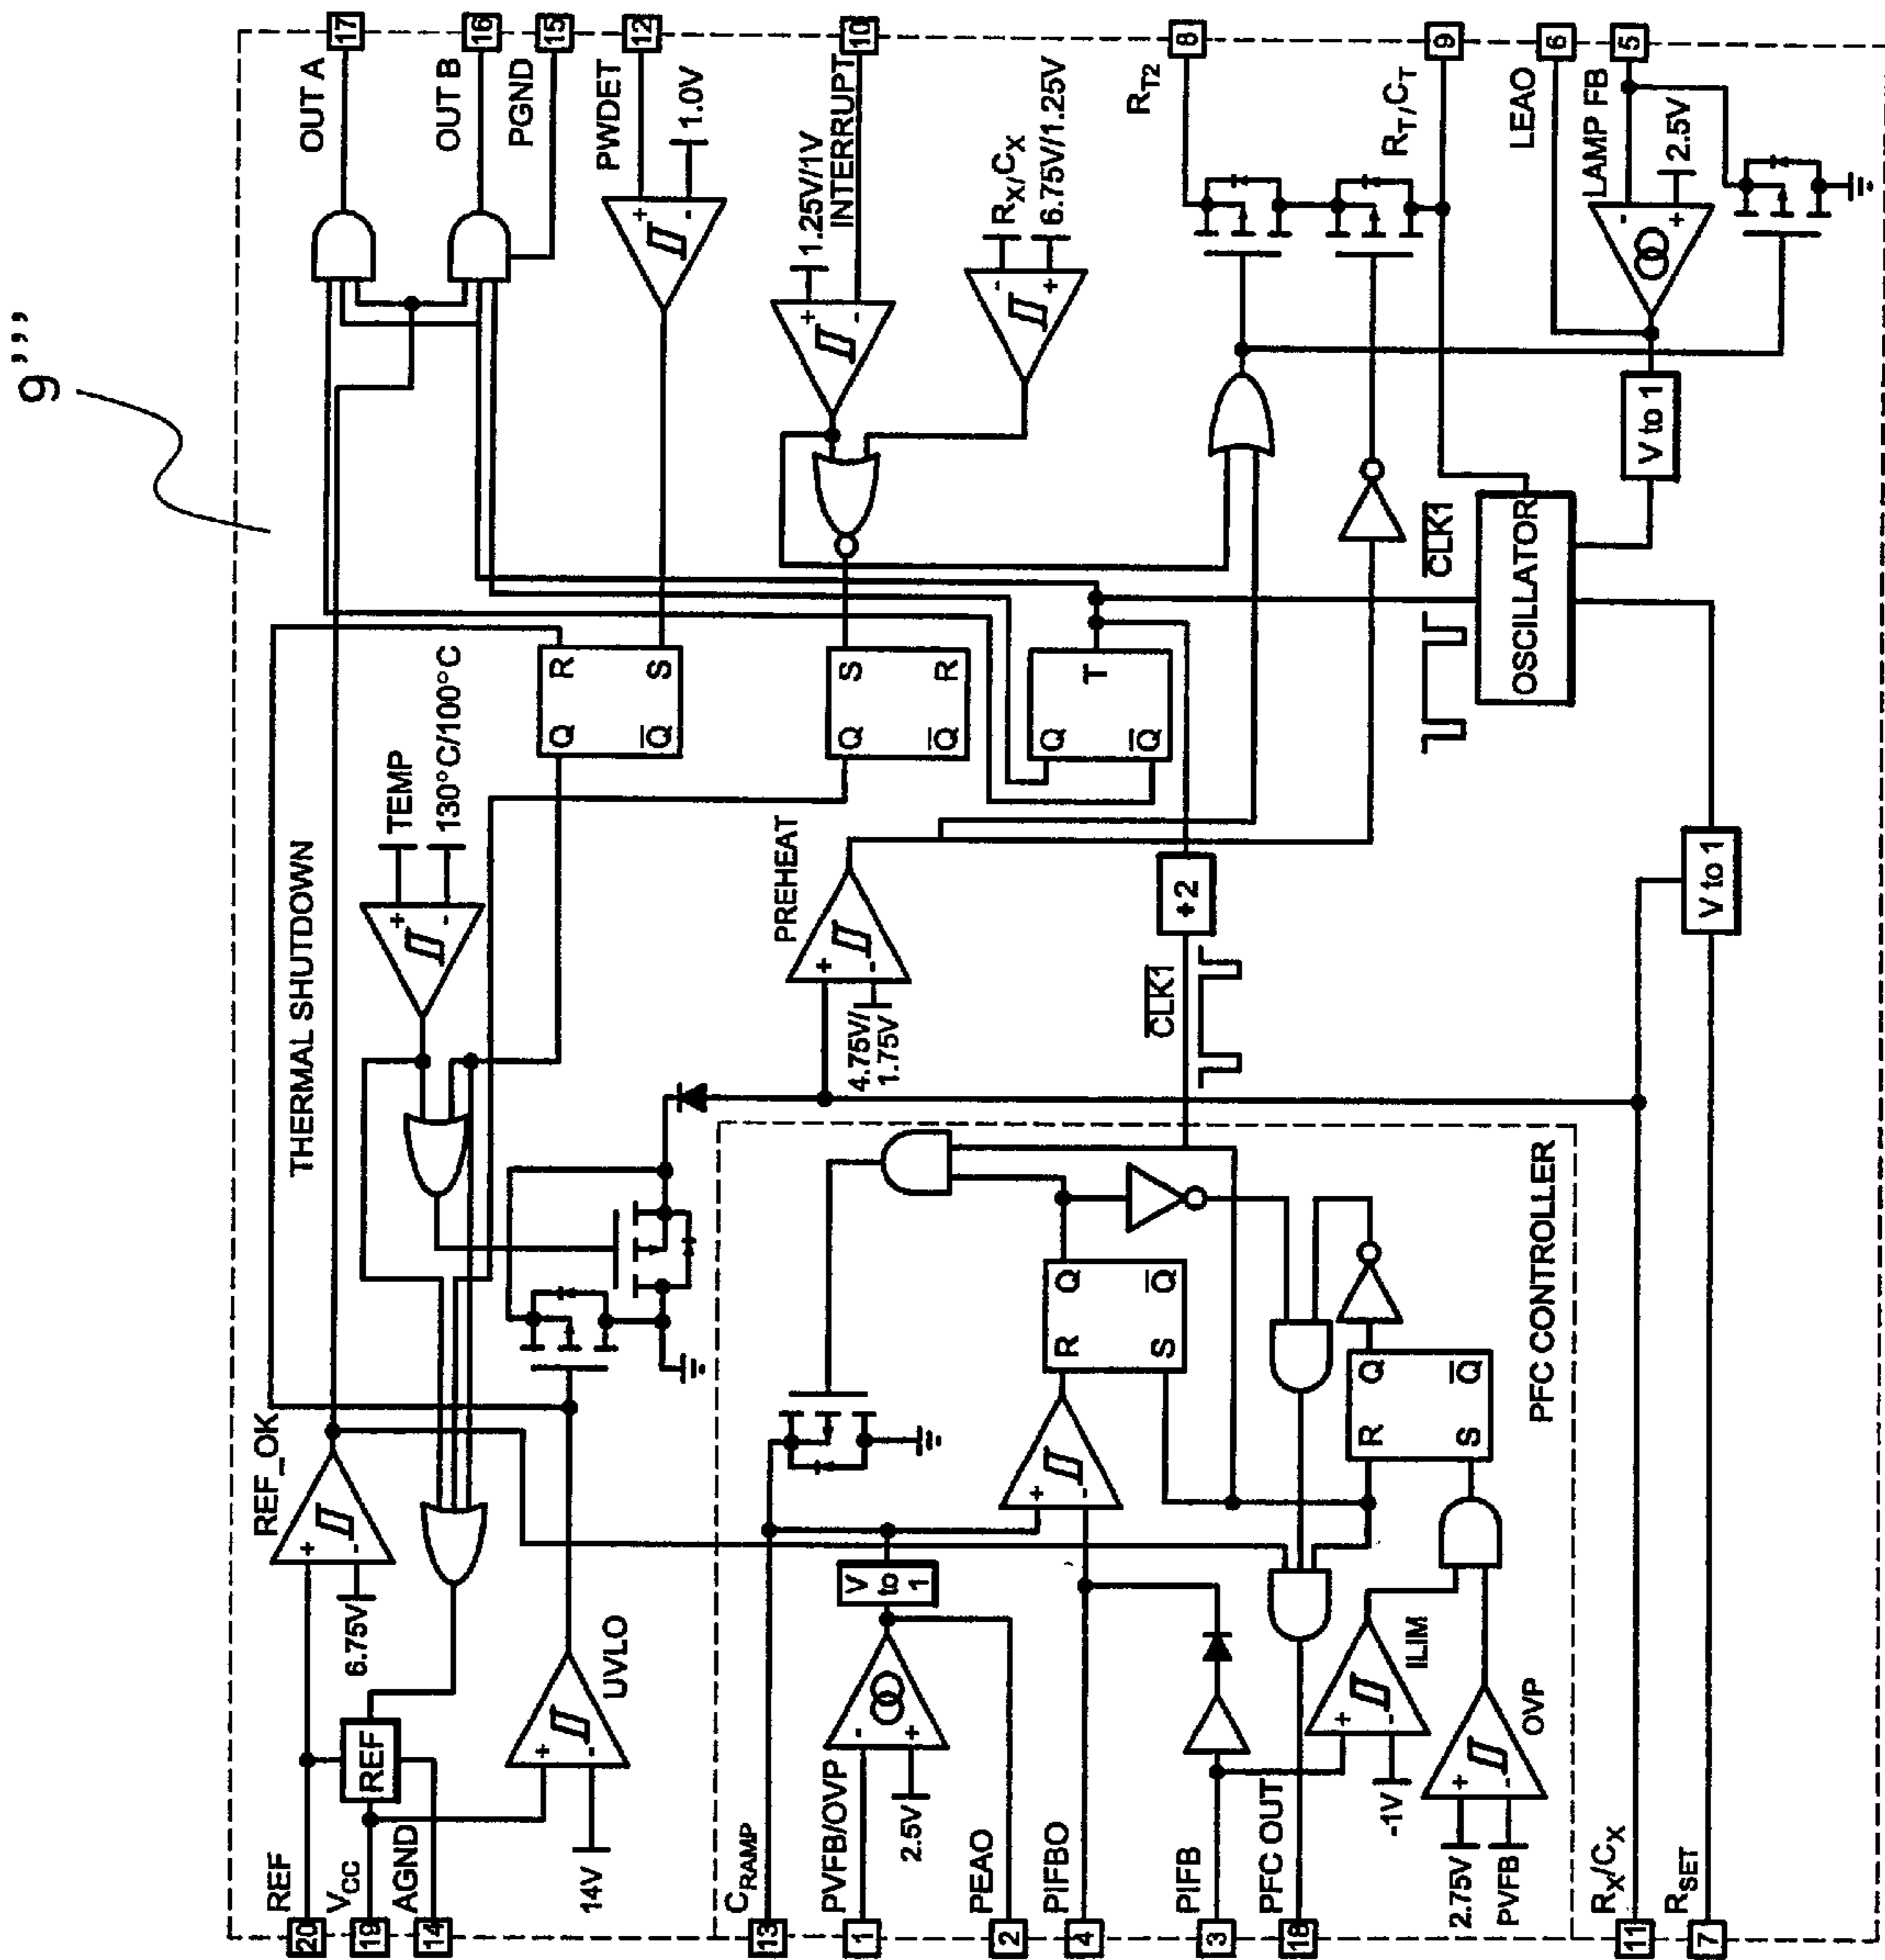 9’’’
REF
20
VCC
19
AGND
14
REF
6.75V
REF_OK
+
-
THERMAL SHUTDOWN
14V
UVLO
+
-
TEMP
130°C/100°C
+
-
Q
R
Q
S
OUT A
17
OUT B
16
PGND
15
PWDET
12
1.0V
+
-
1.25V/1V
INTERRUPT
10
+
-
RX/CX
6.75V/1.25V
-
+
Q
S
Q
R
Q
T
Q
PREHEAT
4.75V/
1.75V
+
-
÷2
CLK1
CLK1
OSCILLATOR
RT2
8
RT/CT
9
LEAO
6
LAMP FB
5
2.5V
-
+
V to 1
V to 1
CRAMP
13
PVFB/OVP
1
2.5V
-
+
V
to
1
PEAO
2
PIFBO
4
PIFB
3
PFC OUT
18
+
-
R
Q
S
Q
ILIM
-1V
+
-
OVP
2.75V
PVFB
+
-
R
Q
S
Q
PFC CONTROLLER
RX/CX
11
RSET
7